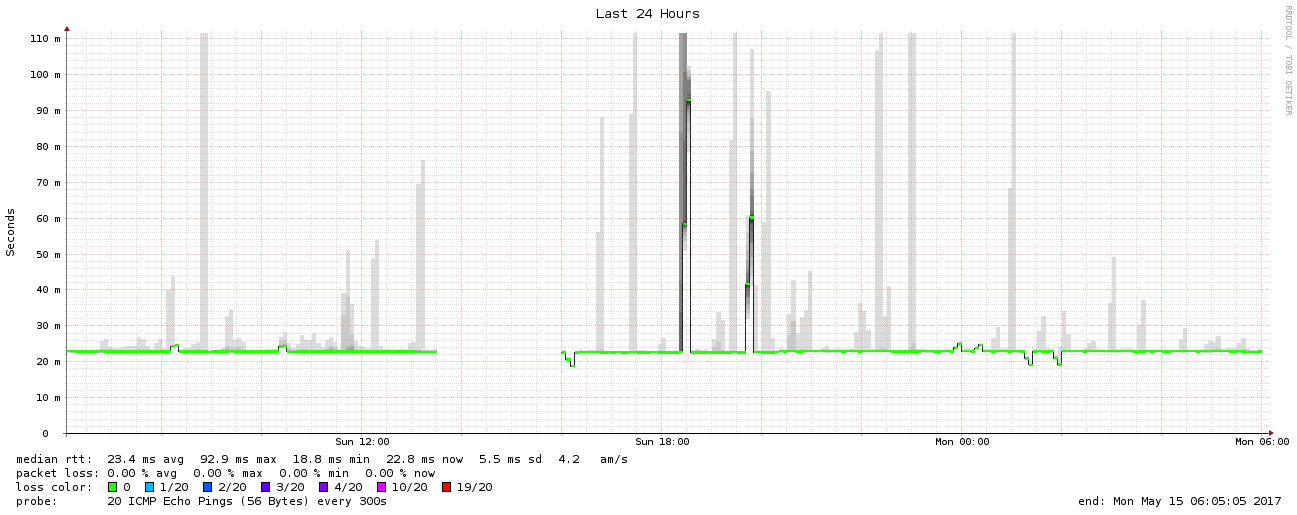 Last 24 Hours
RRDTOOL / TOBI OETIKER
Seconds
110 m
100 m
90 m
80 m
70 m
60 m
50 m
40 m
30 m
20 m
10 m
0
Sun 12:00 Sun 18:00 Mon 00:00 Mon 06:00
median rtt: 23.4 ms avg 92.9 ms max 18.8 ms min 22.8 ms now 5.5 ms sd 4.2 am/s
packet loss: 0.00 % avg 0.00 % max 0.00 % min 0.00 % now
loss color: 0 1/20 2/20 3/20 4/20 10/20 19/20
probe: 20 ICMP Echo Pings (56 Bytes) every 300s end: Mon May 15 06:05:05 2017